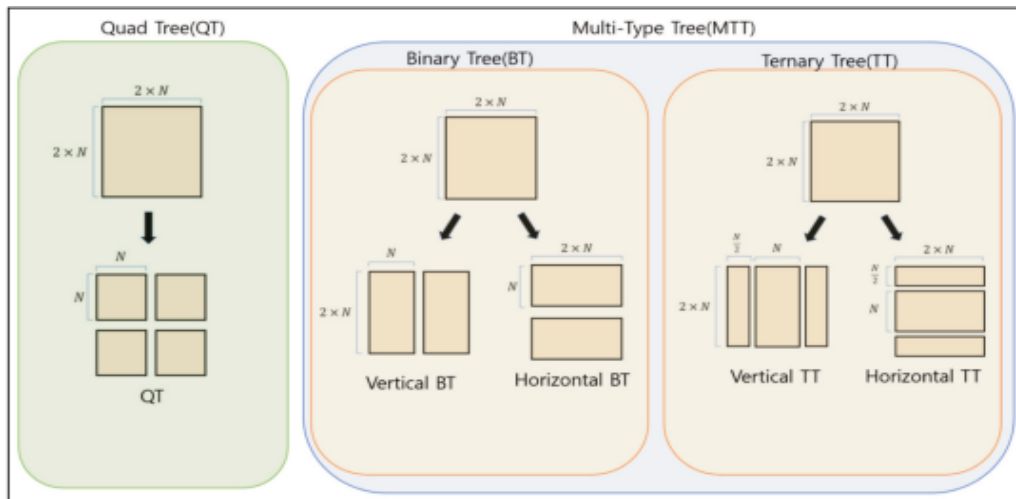 Quad Tree(QT)
Multi-Type Tree(MTT)
Binary Tree(BT)
Ternary Tree(TT)
2 × N
2 × N
N
N
QT
2 × N
2 × N
N
2 × N
Vertical BT
2 × N
N
Horizontal BT
2 × N
2 × N
N/2
N
2 × N
Vertical TT
2 × N
N/2
N
Horizontal TT